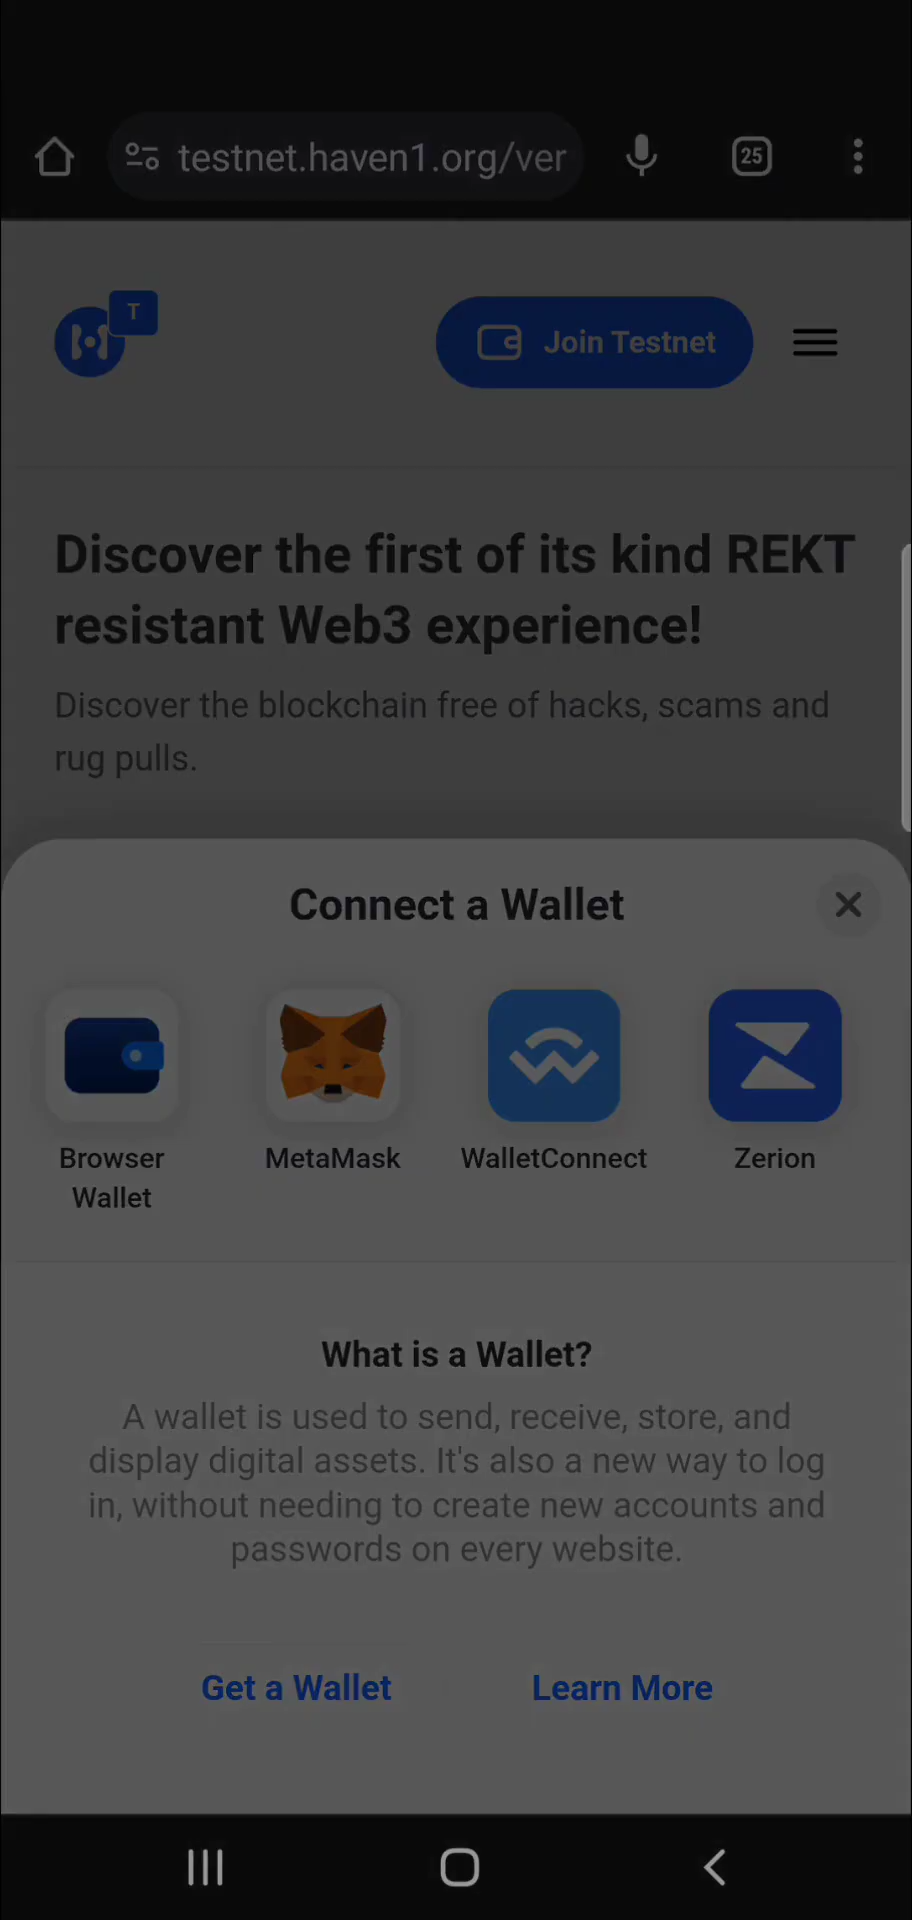 testnet.haven1.org/ver
25
T
Join Testnet
Discover the first of its kind REKT
resistant Web3 experience!
Discover the blockchain free of hacks, scams and
rug pulls.
Connect a Wallet
Browser
Wallet
MetaMask
WalletConnect
Zerion
What is a Wallet?
A wallet is used to send, receive, store, and
display digital assets. It's also a new way to log
in, without needing to create new accounts and
passwords on every website.
Get a Wallet
Learn More